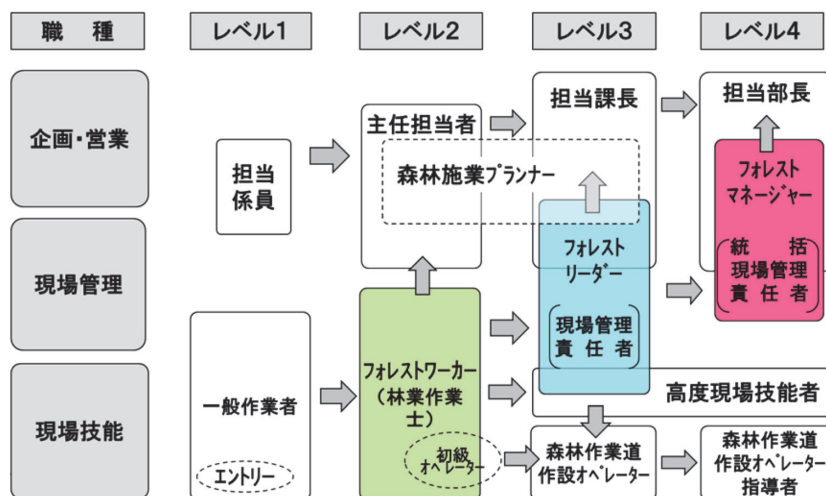 職　種
レベル1
レベル2
レベル3
レベル4
企画・営業
現場管理
現場技能
担当
係員
主任担当者
担当課長
担当部長
森林施業プランナー
フォレスト
マネージャー
統　括
現場管理
責 任 者
フォレスト
リーダー
現場管理
責 任 者
一般作業者
エントリー
フォレストワーカー
（林業作業
士）
初級
オペレーター
高度現場技能者
森林作業道
作設オペレーター
森林作業道
作設オペレーター
指導者